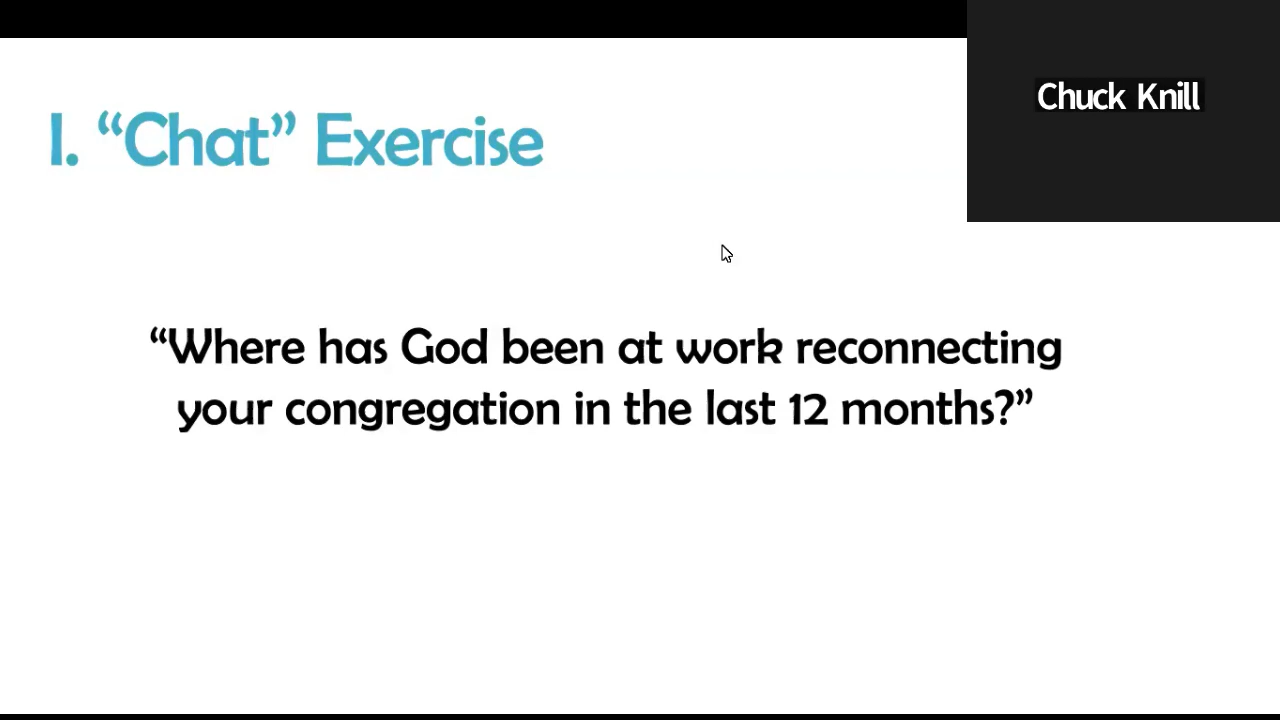 I. “Chat” Exercise
Chuck Knill
“Where has God been at work reconnecting
your congregation in the last 12 months?”